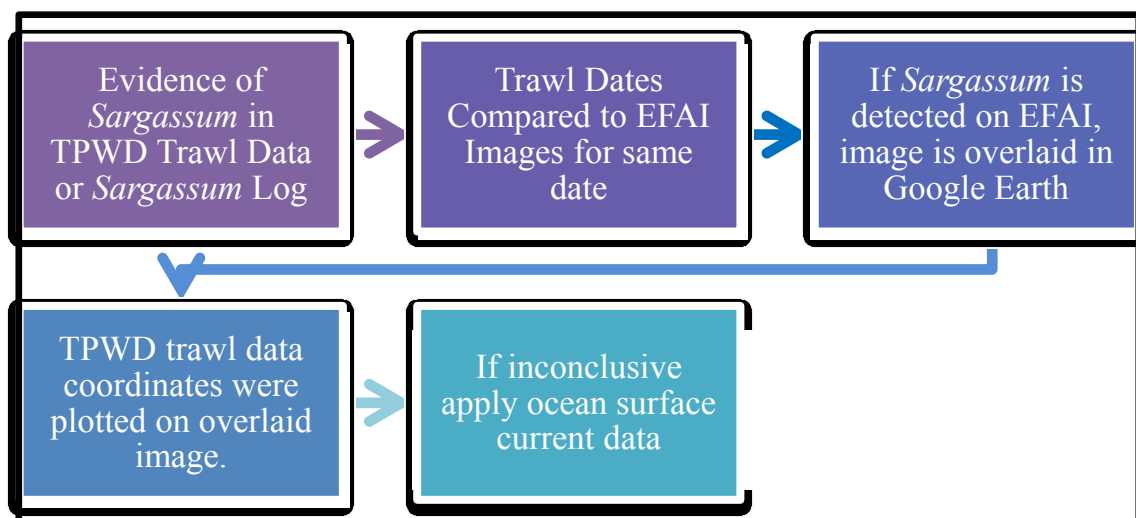 Evidence of
Sargassum in
TPWD Trawl Data
or Sargassum Log
Trawl Dates
Compared to EFAI
Images for same
date
If Sargassum is
detected on EFAI,
image is overlaid in
Google Earth
TPWD trawl data
coordinates were
plotted on overlaid
image.
If inconclusive
apply ocean surface
current data